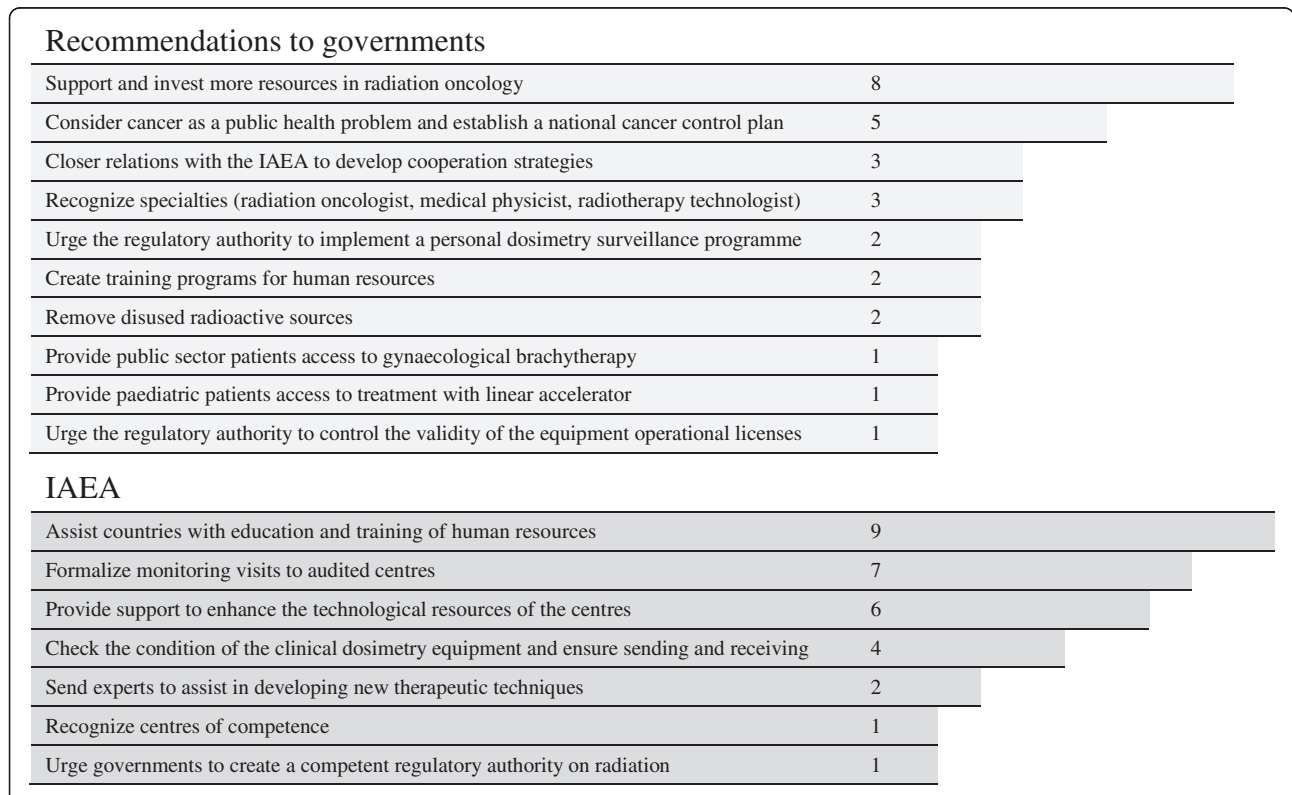 Recommendations to governments
Support and invest more resources in radiation oncology 8
Consider cancer as a public health problem and establish a national cancer control plan 5
Closer relations with the IAEA to develop cooperation strategies 3
Recognize specialties (radiation oncologist, medical physicist, radiotherapy technologist) 3
Urge the regulatory authority to implement a personal dosimetry surveillance programme 2
Create training programs for human resources 2
Remove disused radioactive sources 2
Provide public sector patients access to gynaecological brachytherapy 1
Provide paediatric patients access to treatment with linear accelerator 1
Urge the regulatory authority to control the validity of the equipment operational licenses 1
IAEA
Assist countries with education and training of human resources 9
Formalize monitoring visits to audited centres 7
Provide support to enhance the technological resources of the centres 6
Check the condition of the clinical dosimetry equipment and ensure sending and receiving 4
Send experts to assist in developing new therapeutic techniques 2
Recognize centres of competence 1
Urge governments to create a competent regulatory authority on radiation 1